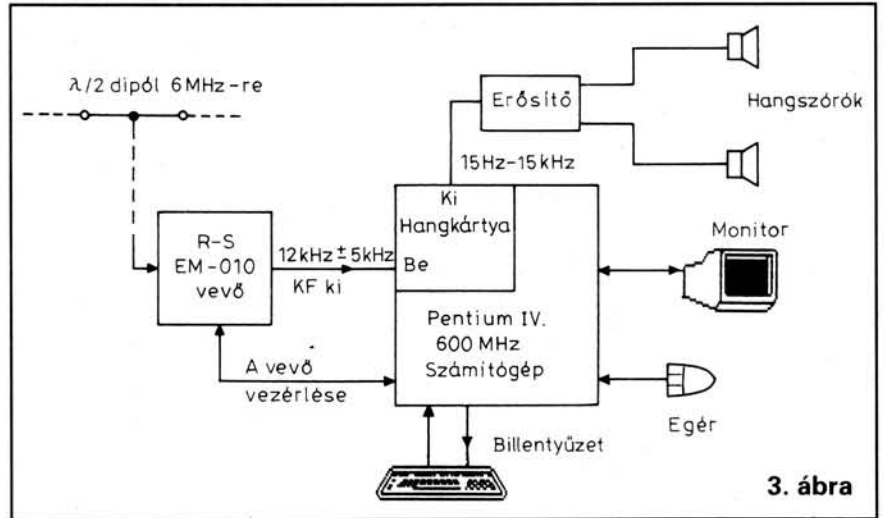 λ/2 dipól 6MHz-re
Erősítő
Hangszórók
15Hz-15kHz
Ki
Hangkártya
Be
Monitor
R-S
EM-010
vevő
12kHz ± 5kHz
KF ki
Pentium IV.
600 MHz
Számítógép
A vevő
vezérlése
Egér
Billentyűzet
3. ábra